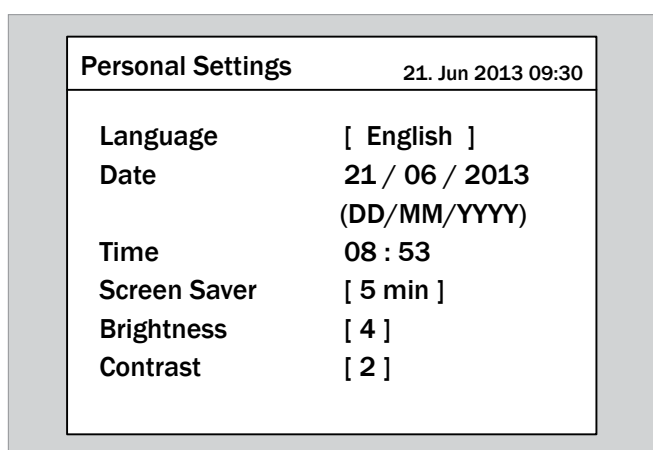 Personal Settings 21. Jun 2013 09:30
Language [ English ]
Date 21 / 06 / 2013
(DD/MM/YYYY)
Time 08 : 53
Screen Saver [ 5 min ]
Brightness [ 4 ]
Contrast [ 2 ]